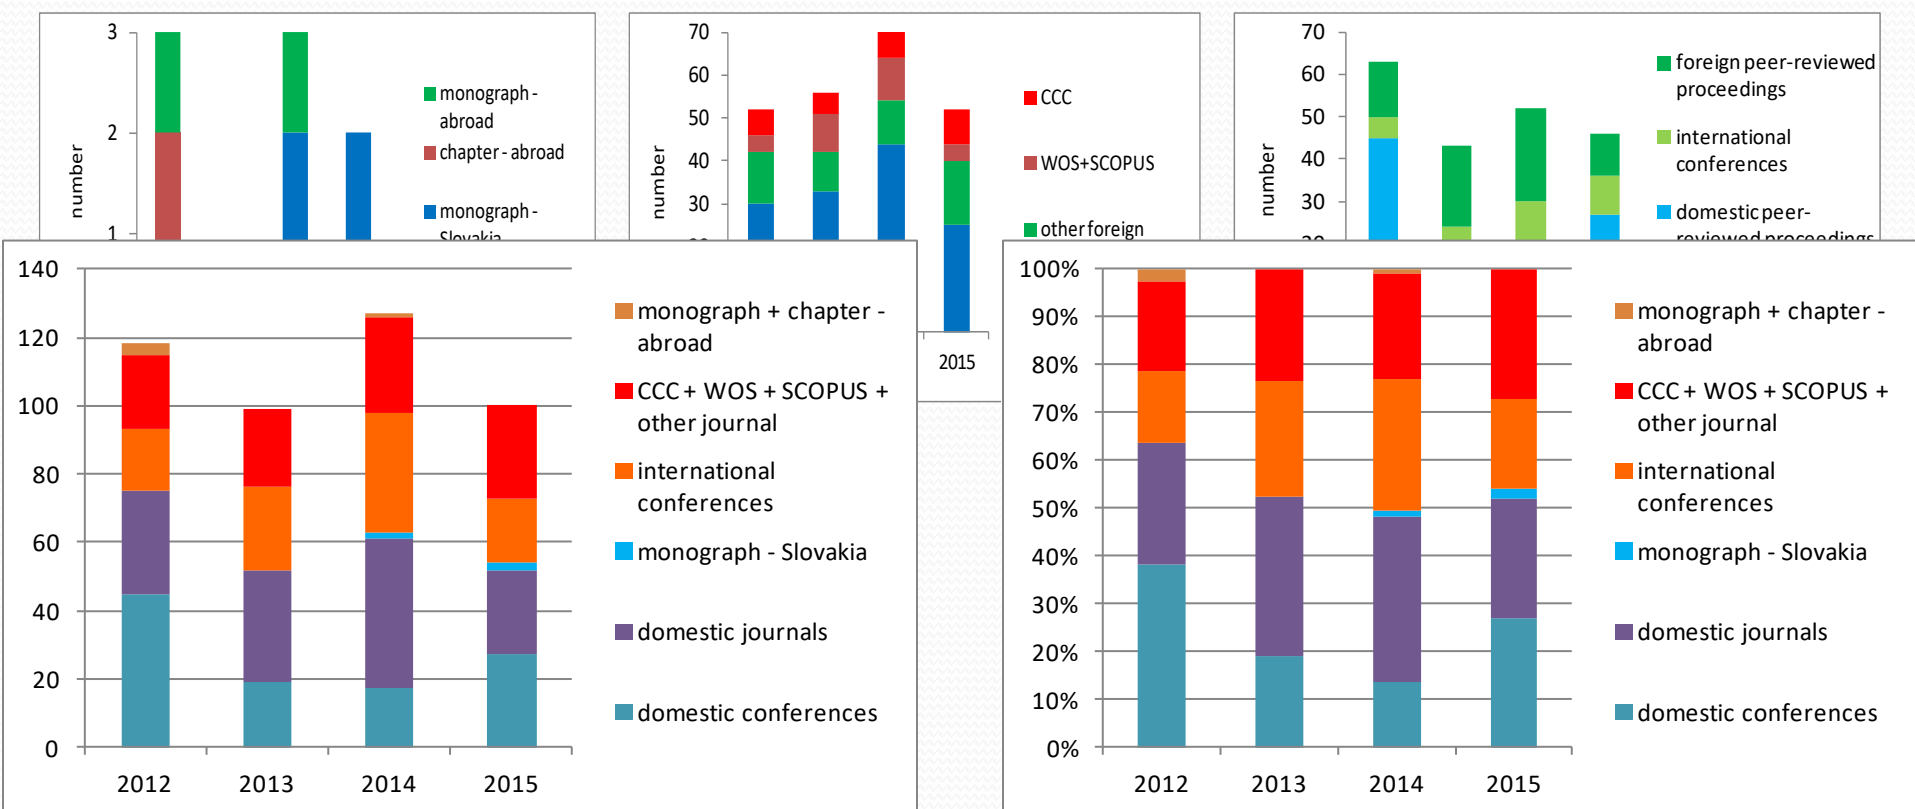 3
2
1
number
monograph -
abroad
chapter - abroad
monograph -
Slovakia
70
60
50
40
30
20
number
CCC
WOS+SCOPUS
other foreign
2015
70
60
50
40
30
20
number
foreign peer-reviewed
proceedings
international
conferences
domestic peer-
reviewed proceedings
140
120
100
80
60
40
20
0
2012 2013 2014 2015
monograph + chapter -
abroad
CCC + WOS + SCOPUS +
other journal
international
conferences
monograph - Slovakia
domestic journals
domestic conferences
100%
90%
80%
70%
60%
50%
40%
30%
20%
10%
0%
2012 2013 2014 2015
monograph + chapter -
abroad
CCC + WOS + SCOPUS +
other journal
international
conferences
monograph - Slovakia
domestic journals
domestic conferences